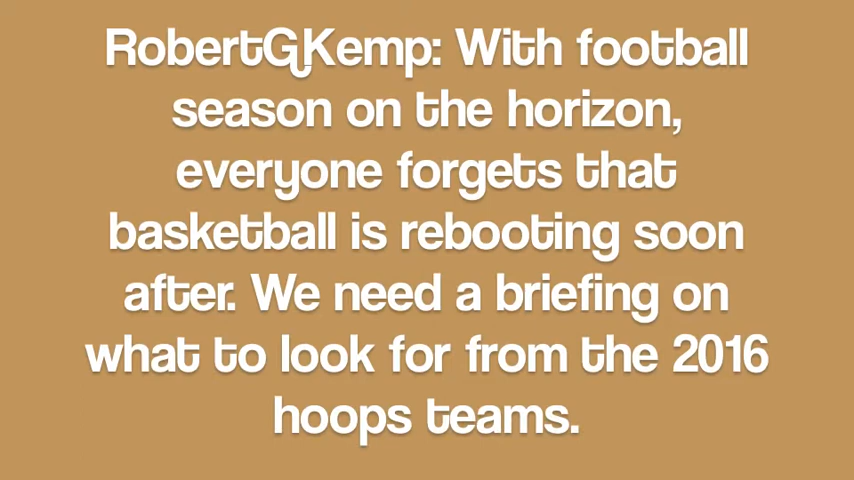 RobertGKemp: With football
season on the horizon,
everyone forgets that
basketball is rebooting soon
after. We need a briefing on
what to look for from the 2016
hoops teams.